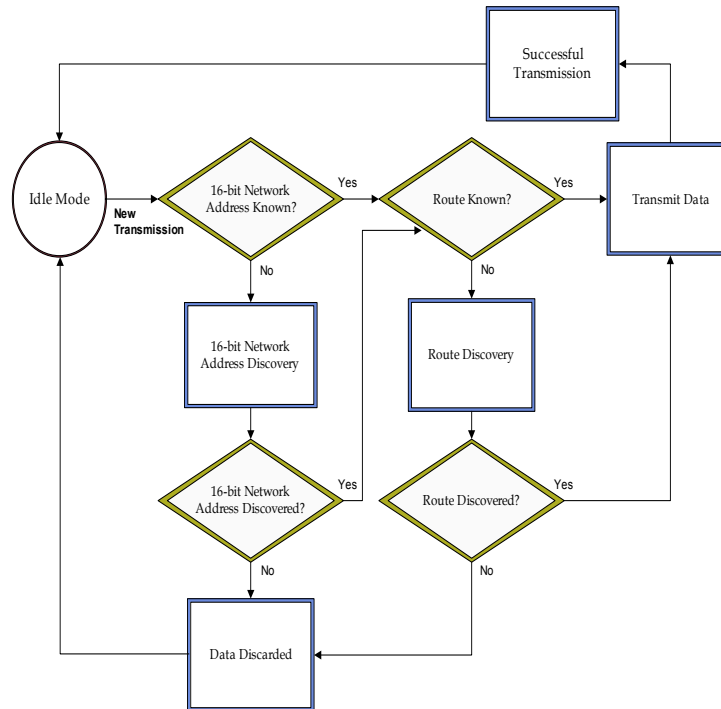 Successful
Transmission
Idle Mode
New
Transmission
16-bit Network
Address Known?
Yes
Route Known?
Yes
Transmit Data
No
No
16-bit Network
Address Discovery
Route Discovery
16-bit Network
Address Discovered?
Yes
Route Discovered?
Yes
No
No
Data Discarded